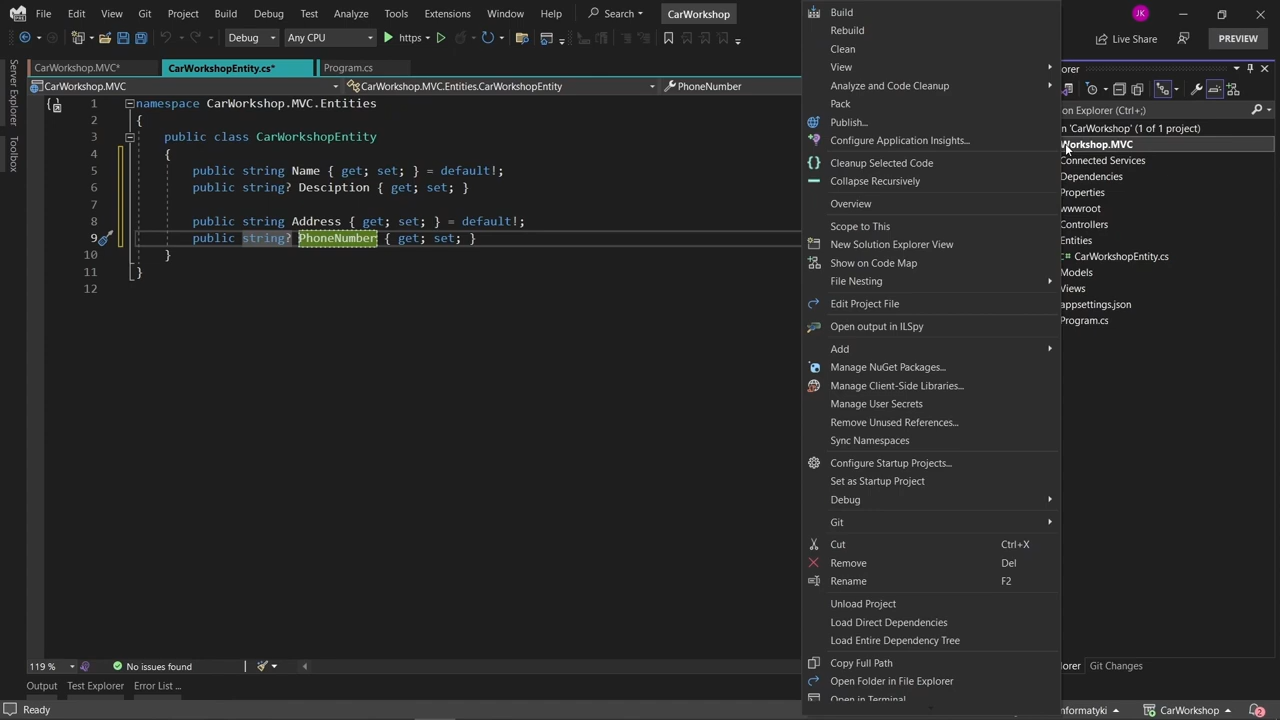 File Edit View Git Project Build Debug Test Analyze Tools Extensions Window Help Search CarWorkshop JK
Debug Any CPU https Live Share PREVIEW
CarWorkshop.MVC* CarWorkshopEntity.cs* Program.cs
CarWorkshop.MVC CarWorkshop.MVC.Entities.CarWorkshopEntity PhoneNumber
Server Explorer
Toolbox
1 namespace CarWorkshop.MVC.Entities
2 {
3 public class CarWorkshopEntity
4 {
5 public string Name { get; set; } = default!;
6 public string? Desciption { get; set; }
7
8 public string Address { get; set; } = default!;
9 public string? PhoneNumber { get; set; }
10 }
11 }
12
Build
Rebuild
Clean
View
Analyze and Code Cleanup
Pack
Publish...
Configure Application Insights...
Cleanup Selected Code
Collapse Recursively
Overview
Scope to This
New Solution Explorer View
Show on Code Map
File Nesting
Edit Project File
Open output in ILSpy
Add
Manage NuGet Packages...
Manage Client-Side Libraries...
Manage User Secrets
Remove Unused References...
Sync Namespaces
Configure Startup Projects...
Set as Startup Project
Debug
Git
Cut Ctrl+X
Remove Del
Rename F2
Unload Project
Load Direct Dependencies
Load Entire Dependency Tree
Copy Full Path
Open Folder in File Explorer
Open in Terminal
orer
on Explorer (Ctrl+;)
n 'CarWorkshop' (1 of 1 project)
Workshop.MVC
Connected Services
Dependencies
Properties
wwwroot
Controllers
Entities
C# CarWorkshopEntity.cs
Models
Views
appsettings.json
Program.cs
orer Git Changes
119 % No issues found
Output Test Explorer Error List ...
Ready
nformatyki CarWorkshop 2